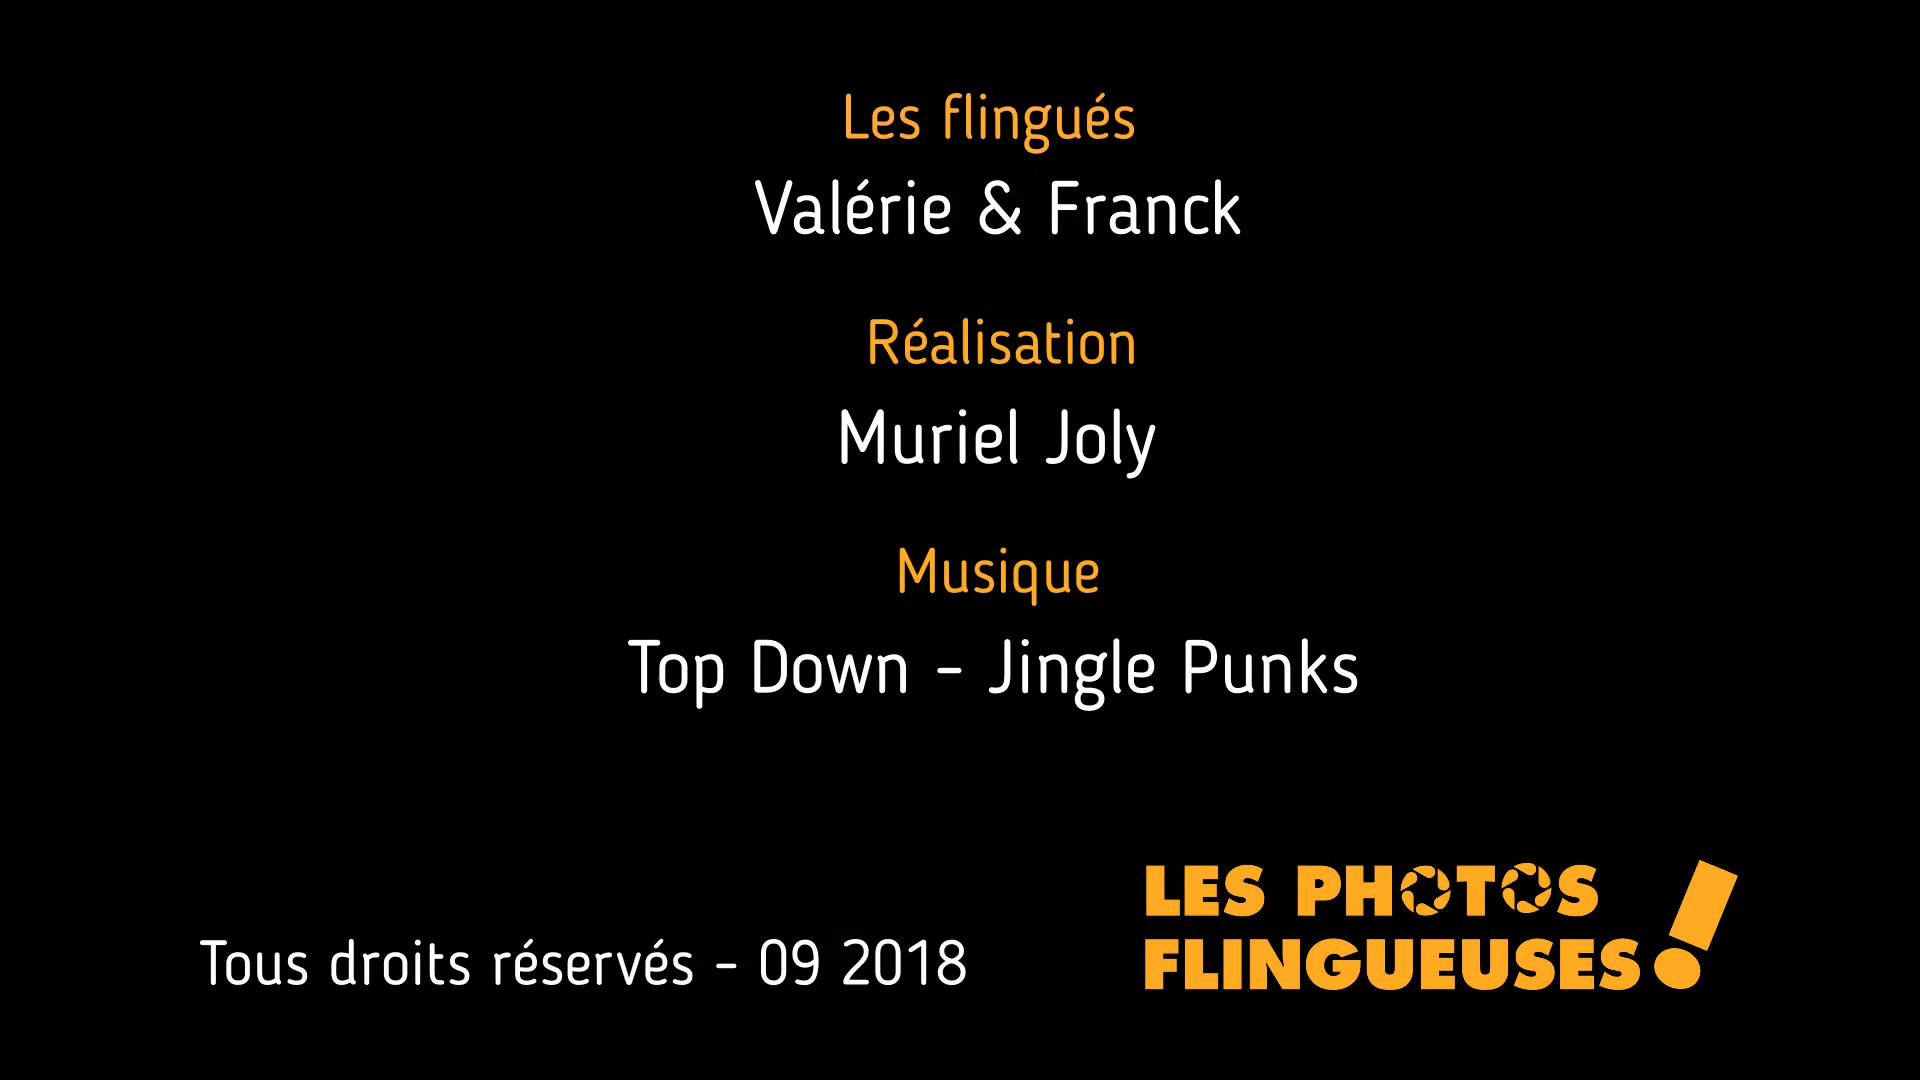 Les flingués
Valérie & Franck
Réalisation
Muriel Joly
Musique
Top Down - Jingle Punks
Tous droits réservés - 09 2018
LES PHOTOS
FLINGUEUSES!